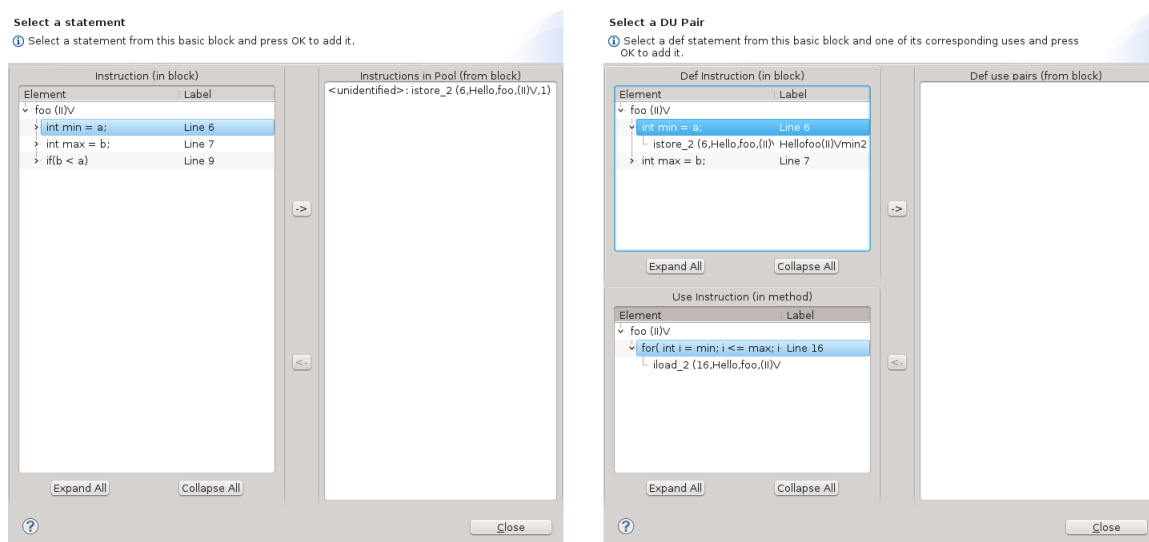 Select a statement
Select a statement from this basic block and press OK to add it.
Instruction (in block)
Element Label
foo (II)V
int min = a; Line 6
int max = b; Line 7
if(b < a) Line 9
Expand All Collapse All
->
<-
Instructions in Pool (from block)
<unidentified>: istore_2 (6,Hello,foo,(II)V,1)
Close
Select a DU Pair
Select a def statement from this basic block and one of its corresponding uses and press
OK to add it.
Def Instruction (in block)
Element Label
foo (II)V
int min = a; Line 6
istore_2 (6,Hello,foo,(II)\ Hellofoo(II)Vmin2
int max = b; Line 7
Expand All Collapse All
Use Instruction (in method)
Element Label
foo (II)V
for( int i = min; i <= max; i Line 16
iload_2 (16,Hello,foo,(II)V
Expand All Collapse All
->
<-
Def use pairs (from block)
Close